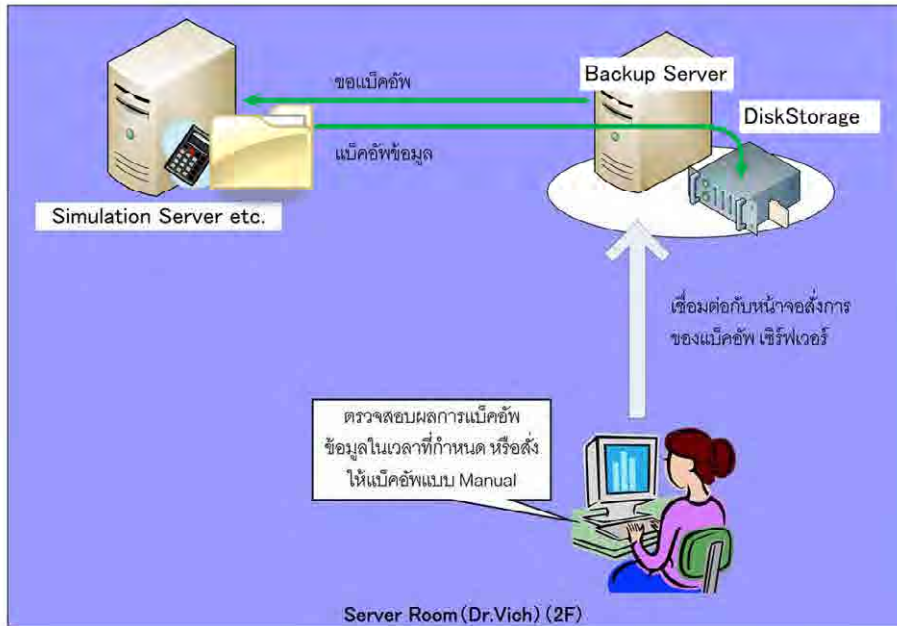 ขอแบ็คอัพ
Backup Server
DiskStorage
แบ็คอัพข้อมูล
Simulation Server etc.
เชื่อมต่อกับหน้าจอสั่งการ
ของแบ็คอัพ เซิร์ฟเวอร์
ตรวจสอบผลการแบ็คอัพ
ข้อมูลในเวลาที่กำหนด หรือสั่ง
ให้แบ็คอัพแบบ Manual
Server Room(Dr.Vich) (2F)